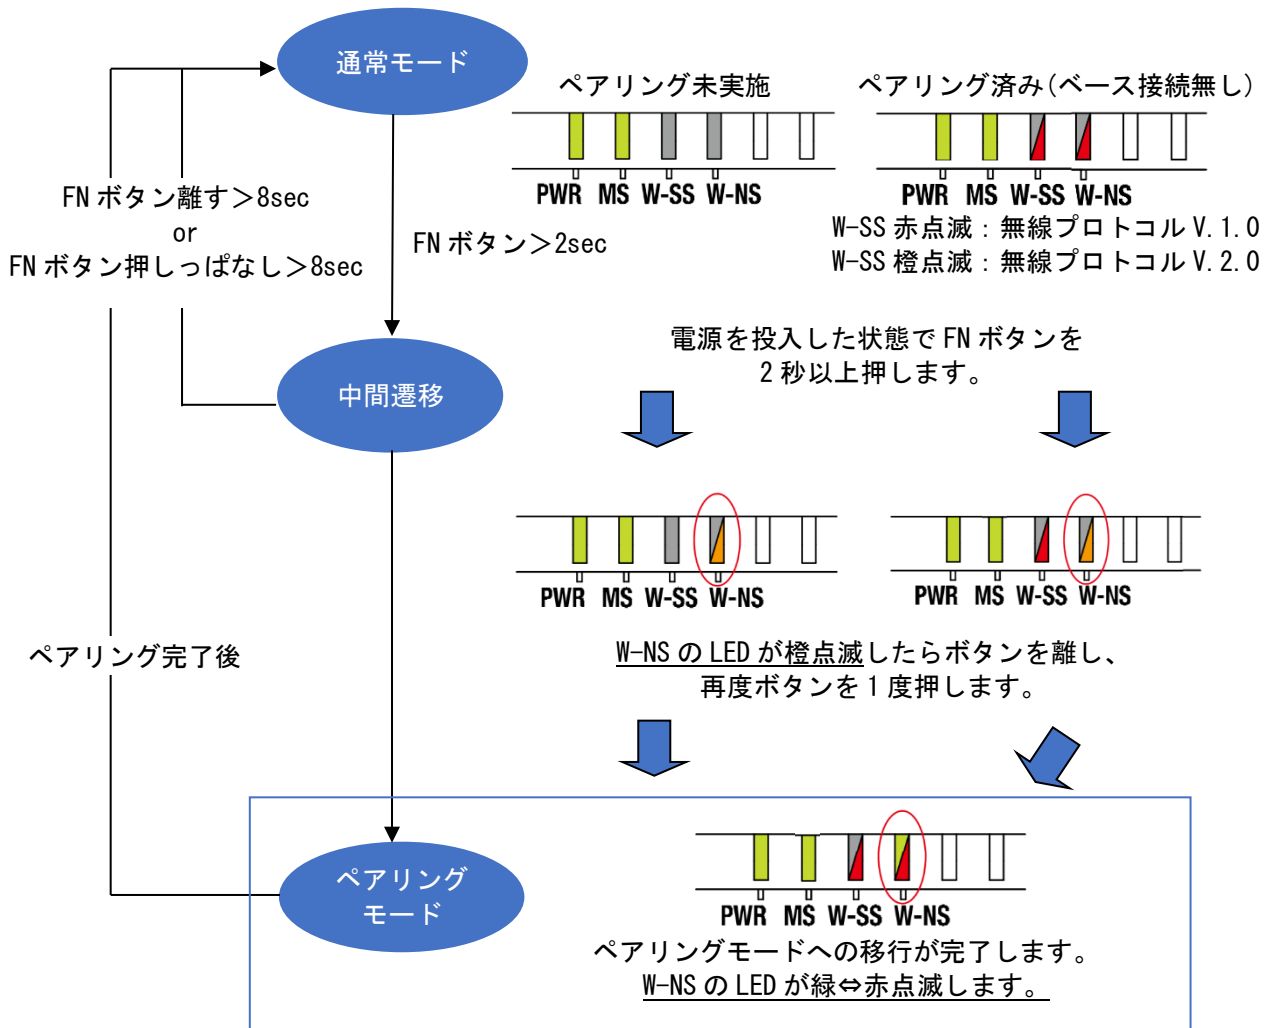 通常モード
ペアリング未実施
ペアリング済み(ベース接続無し)
PWR MS W-SS W-NS
PWR MS W-SS W-NS
W-SS 赤点滅：無線プロトコル V.1.0
W-SS 橙点滅：無線プロトコル V.2.0
FN ボタン離す＞8sec
or
FN ボタン押しっぱなし＞8sec
FN ボタン＞2sec
電源を投入した状態で FN ボタンを
2 秒以上押します。
中間遷移
PWR MS W-SS W-NS
PWR MS W-SS W-NS
W-NS の LED が橙点滅したらボタンを離し、
再度ボタンを 1 度押します。
ペアリング完了後
ペアリング
モード
PWR MS W-SS W-NS
ペアリングモードへの移行が完了します。
W-NS の LED が緑⇔赤点滅します。